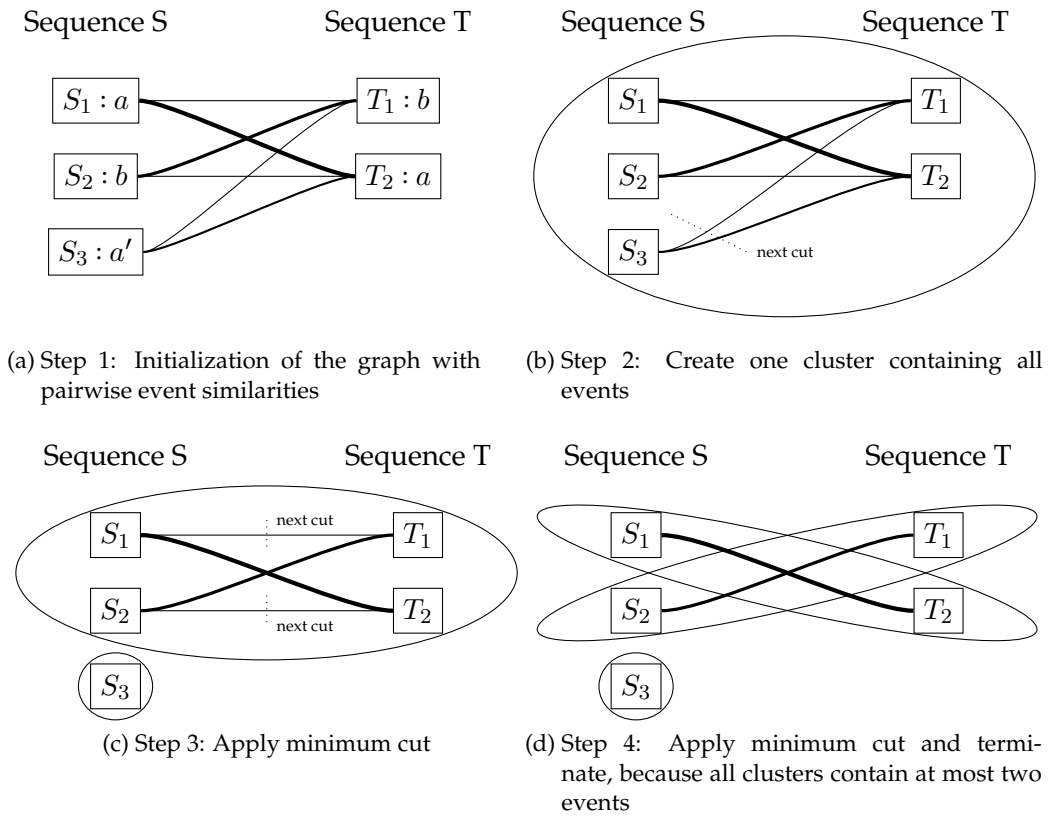 Sequence S Sequence T
S₁ : a T₁ : b
S₂ : b T₂ : a
S₃ : a′
(a) Step 1: Initialization of the graph with
pairwise event similarities
Sequence S Sequence T
S₁ T₁
S₂ T₂
S₃
next cut
(b) Step 2: Create one cluster containing all
events
Sequence S Sequence T
next cut
S₁ T₁
S₂ T₂
next cut
S₃
(c) Step 3: Apply minimum cut
Sequence S Sequence T
S₁ T₁
S₂ T₂
S₃
(d) Step 4: Apply minimum cut and termi-
nate, because all clusters contain at most two
events